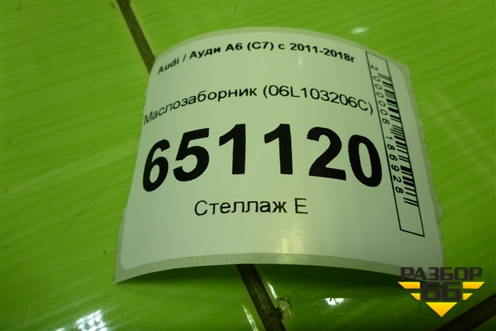 Audi / Ауди А6 (С7) с 2011-2018г
Маслозаборник (06L103206C)
651120
Стеллаж Е
2000006186928
РАЗБОР
66